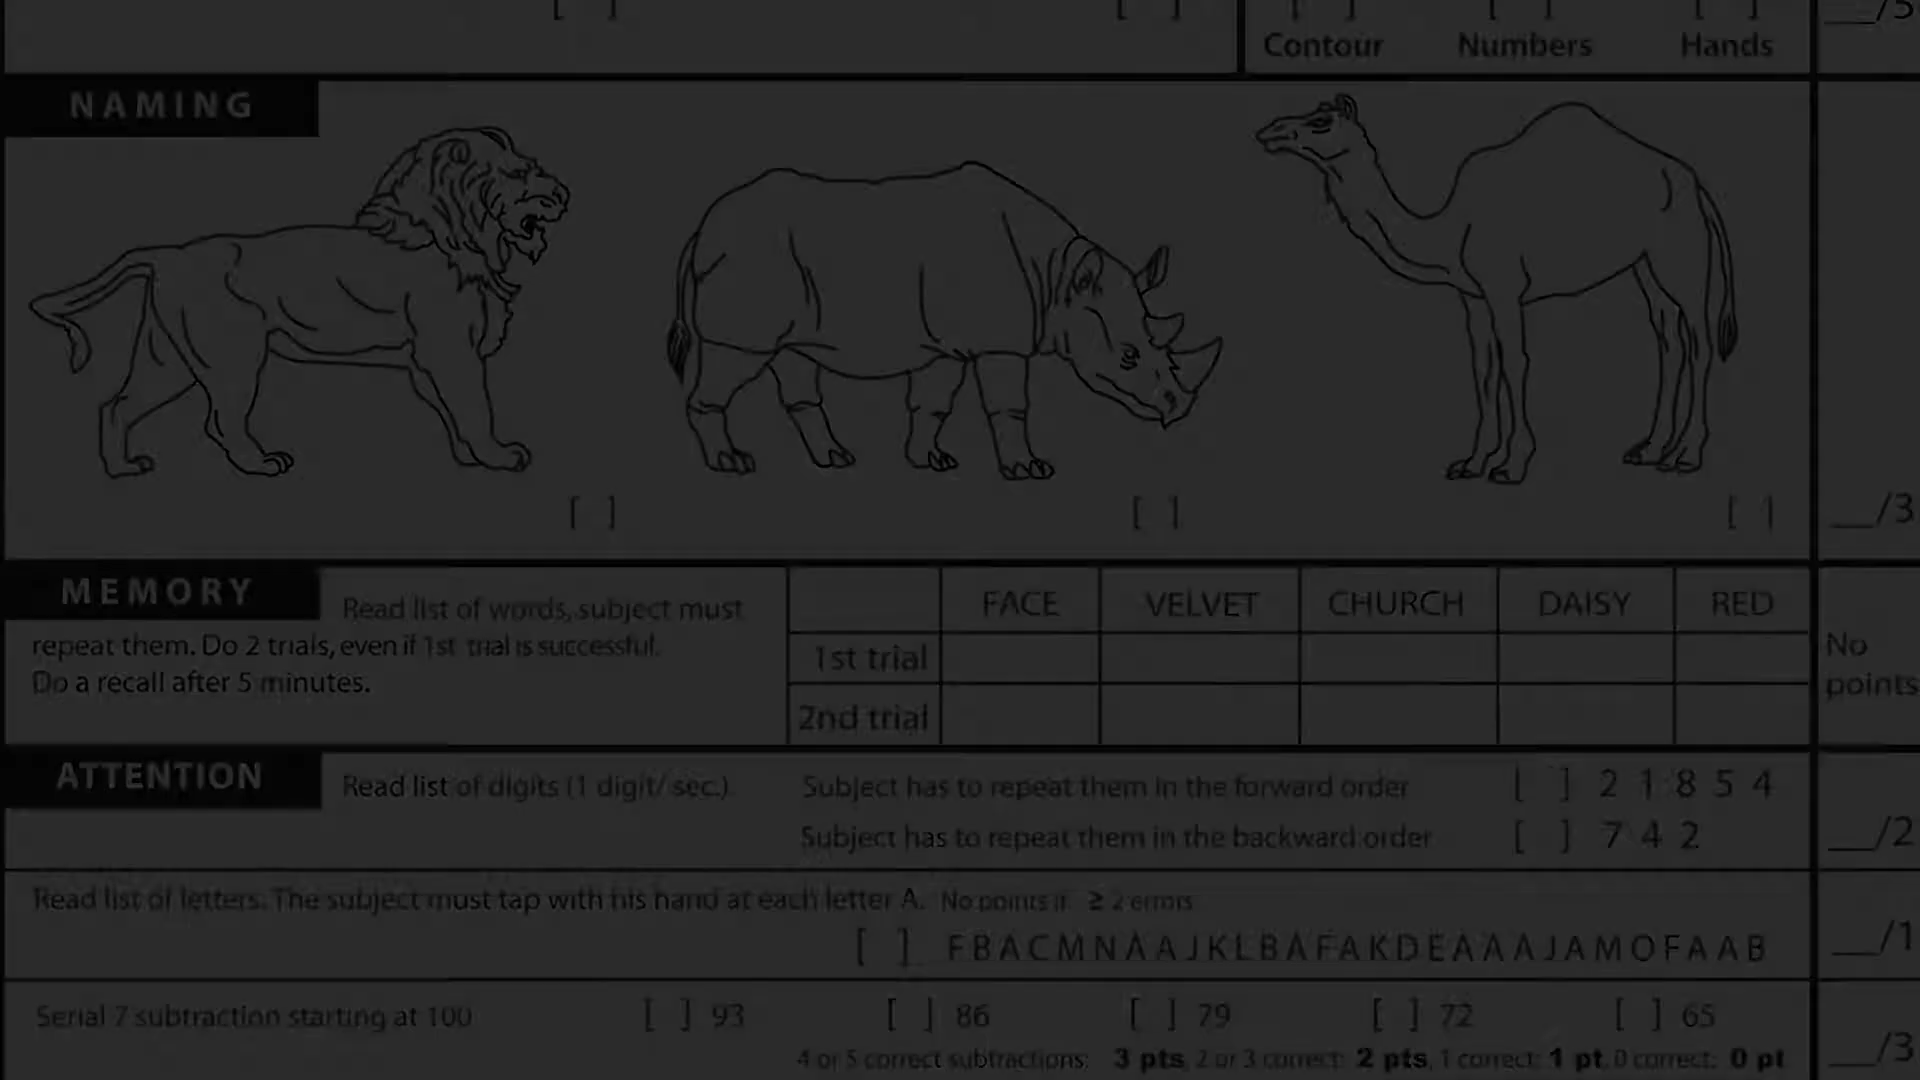 [ ] [ ] [ ] [ ] [ ] __/5
Contour Numbers Hands
NAMING
[ ] [ ] [ ] __/3
MEMORY
Read list of words, subject must
repeat them. Do 2 trials, even if 1st trial is successful.
Do a recall after 5 minutes.
FACE VELVET CHURCH DAISY RED
1st trial
2nd trial
No
points
ATTENTION
Read list of digits (1 digit/ sec.). Subject has to repeat them in the forward order [ ] 2 1 8 5 4
Subject has to repeat them in the backward order [ ] 7 4 2 __/2
Read list of letters. The subject must tap with his hand at each letter A. No points if ≥ 2 errors
[ ] F B A C M N A A J K L B A F A K D E A A A J A M O F A A B __/1
Serial 7 subtraction starting at 100 [ ] 93 [ ] 86 [ ] 79 [ ] 72 [ ] 65
4 or 5 correct subtractions: 3 pts, 2 or 3 correct: 2 pts, 1 correct: 1 pt, 0 correct: 0 pt __/3